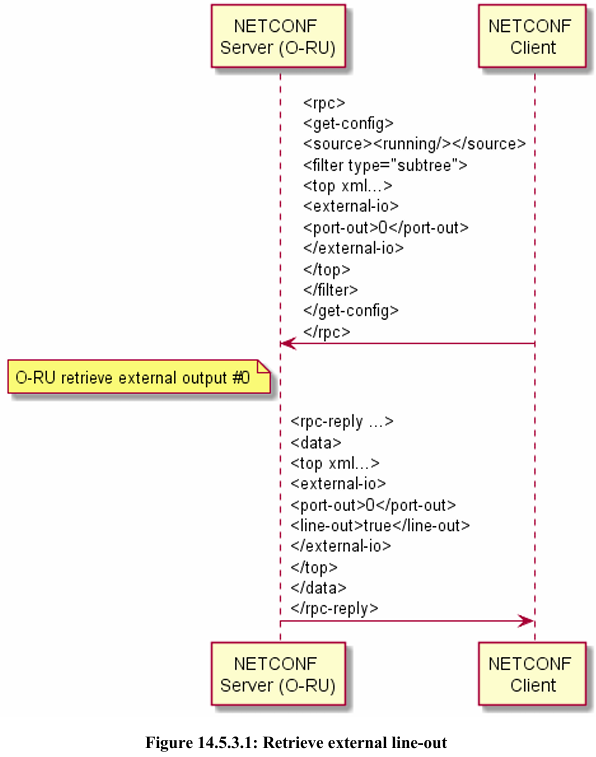 NETCONF
Server (O-RU)
NETCONF
Client
<rpc>
<get-config>
<source><running/></source>
<filter type="subtree">
<top xml...>
<external-io>
<port-out>0</port-out>
</external-io>
</top>
</filter>
</get-config>
</rpc>
O-RU retrieve external output #0
<rpc-reply ...>
<data>
<top xml...>
<external-io>
<port-out>0</port-out>
<line-out>true</line-out>
</external-io>
</top>
</data>
</rpc-reply>
NETCONF
Server (O-RU)
NETCONF
Client
Figure 14.5.3.1: Retrieve external line-out